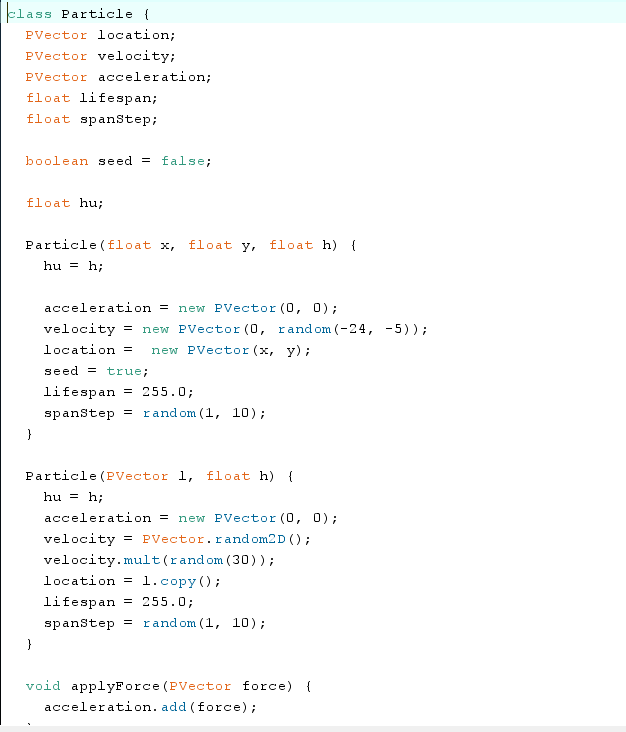 class Particle {
  PVector location;
  PVector velocity;
  PVector acceleration;
  float lifespan;
  float spanStep;

  boolean seed = false;

  float hu;

  Particle(float x, float y, float h) {
    hu = h;

    acceleration = new PVector(0, 0);
    velocity = new PVector(0, random(-24, -5));
    location =  new PVector(x, y);
    seed = true;
    lifespan = 255.0;
    spanStep = random(1, 10);
  }

  Particle(PVector l, float h) {
    hu = h;
    acceleration = new PVector(0, 0);
    velocity = PVector.random2D();
    velocity.mult(random(30));
    location = l.copy();
    lifespan = 255.0;
    spanStep = random(1, 10);
  }

  void applyForce(PVector force) {
    acceleration.add(force);